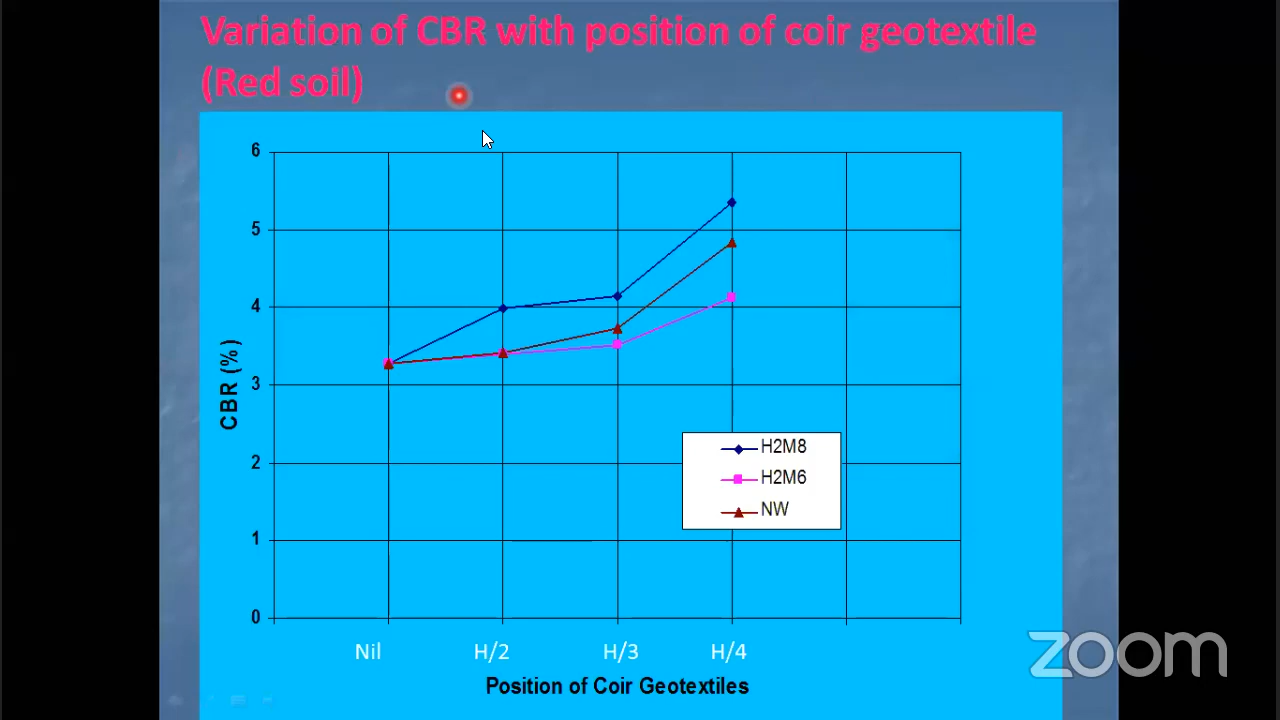 Variation of CBR with position of coir geotextile
(Red soil)
6
5
4
3
2
1
0
CBR (%)
H2M8
H2M6
NW
Nil H/2 H/3 H/4
Position of Coir Geotextiles
zoom